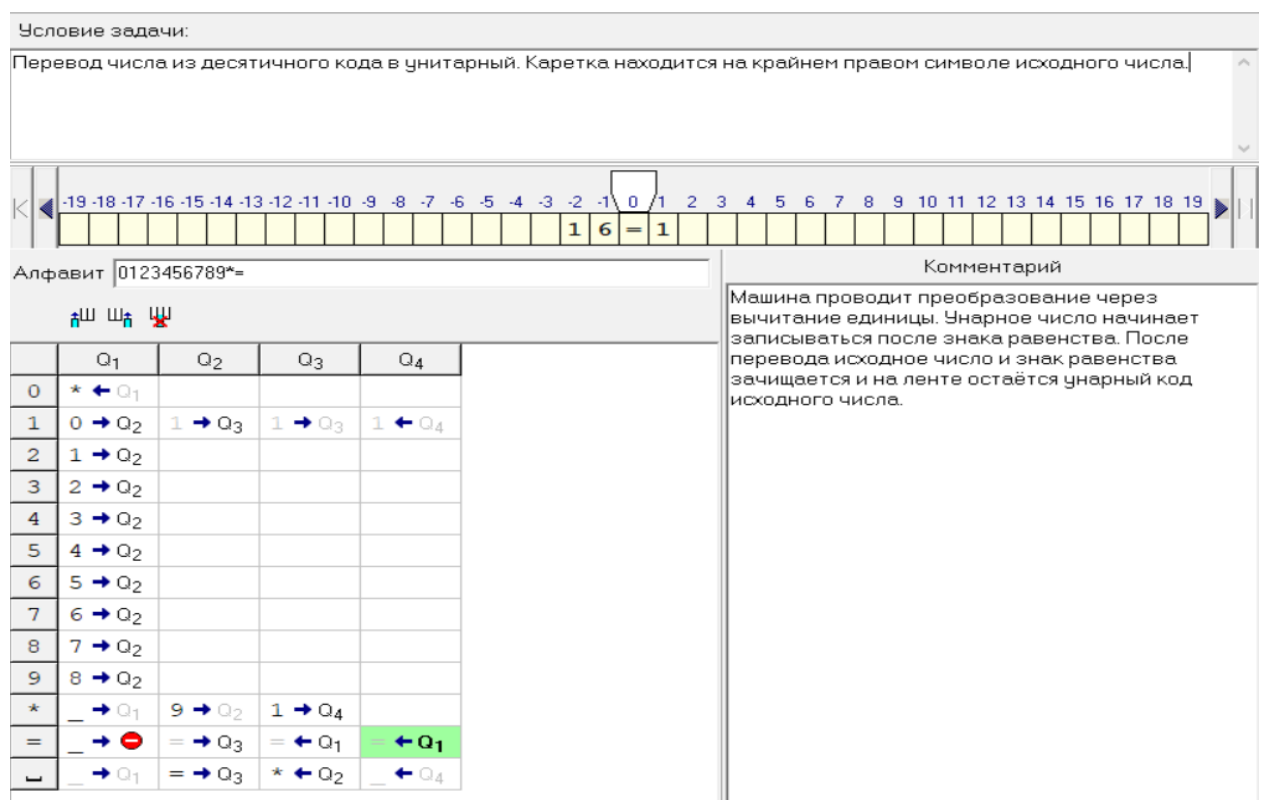 Условие задачи:
Перевод числа из десятичного кода в унитарный. Каретка находится на крайнем правом символе исходного числа.
-19 -18 -17 -16 -15 -14 -13 -12 -11 -10 -9 -8 -7 -6 -5 -4 -3 -2 -1 0 1 2 3 4 5 6 7 8 9 10 11 12 13 14 15 16 17 18 19
1 6 = 1
Алфавит 0123456789*=
Комментарий
Машина проводит преобразование через
вычитание единицы. Унарное число начинает
записываться после знака равенства. После
перевода исходное число и знак равенства
зачищается и на ленте остаётся унарный код
исходного числа.
Q1 Q2 Q3 Q4
0 * ← Q1
1 0 → Q2 1 → Q3 1 → Q3 1 ← Q4
2 1 → Q2
3 2 → Q2
4 3 → Q2
5 4 → Q2
6 5 → Q2
7 6 → Q2
8 7 → Q2
9 8 → Q2
* _ → Q1 9 → Q2 1 → Q4
= _ → = → Q3 = ← Q1 = ← Q1
␣ _ → Q1 = → Q3 * ← Q2 _ ← Q4